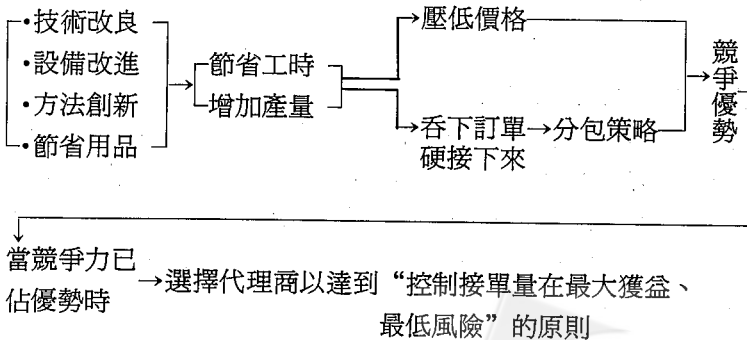 •技術改良
•設備改進
•方法創新
•節省用品
節省工時
增加產量
壓低價格
吞下訂單
硬接下來
分包策略
競爭優勢
當競爭力已
佔優勢時
選擇代理商以達到“控制接單量在最大獲益、
最低風險”的原則